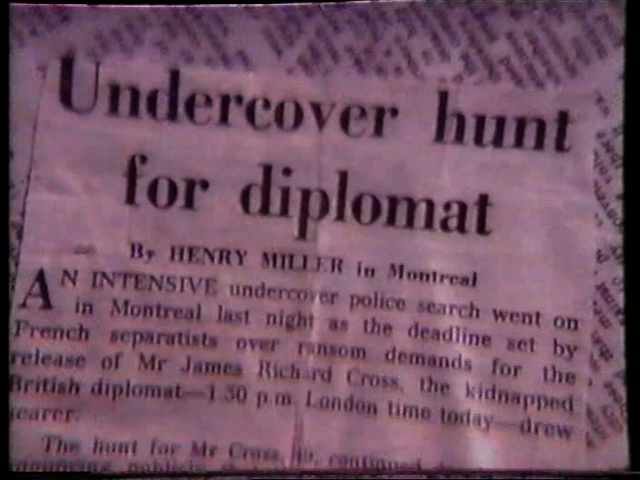 Undercover hunt
for diplomat
By HENRY MILLER in Montreal
AN INTENSIVE undercover police search went on
in Montreal last night as the deadline set by
French separatists over ransom demands for the
release of Mr James Richard Cross, the kidnapped
British diplomat—1.30 p.m. London time today—drew
nearer.
The hunt for Mr Cross, continued